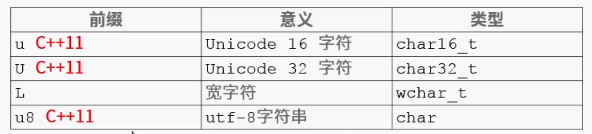 前缀 意义 类型
u C++11 Unicode 16 字符 char16_t
U C++11 Unicode 32 字符 char32_t
L 宽字符 wchar_t
u8 C++11 utf-8字符串 char